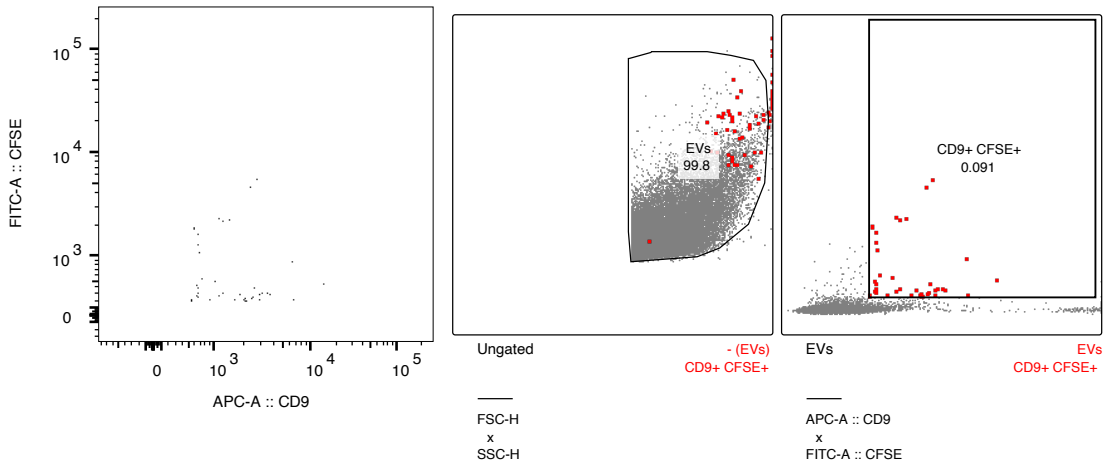 10^5
10^4
10^3
0
FITC-A :: CFSE
0
10^3
10^4
10^5
APC-A :: CD9
EVs
99.8
Ungated
- (EVs)
CD9+ CFSE+
FSC-H
x
SSC-H
CD9+ CFSE+
0.091
EVs
EVs
CD9+ CFSE+
APC-A :: CD9
x
FITC-A :: CFSE